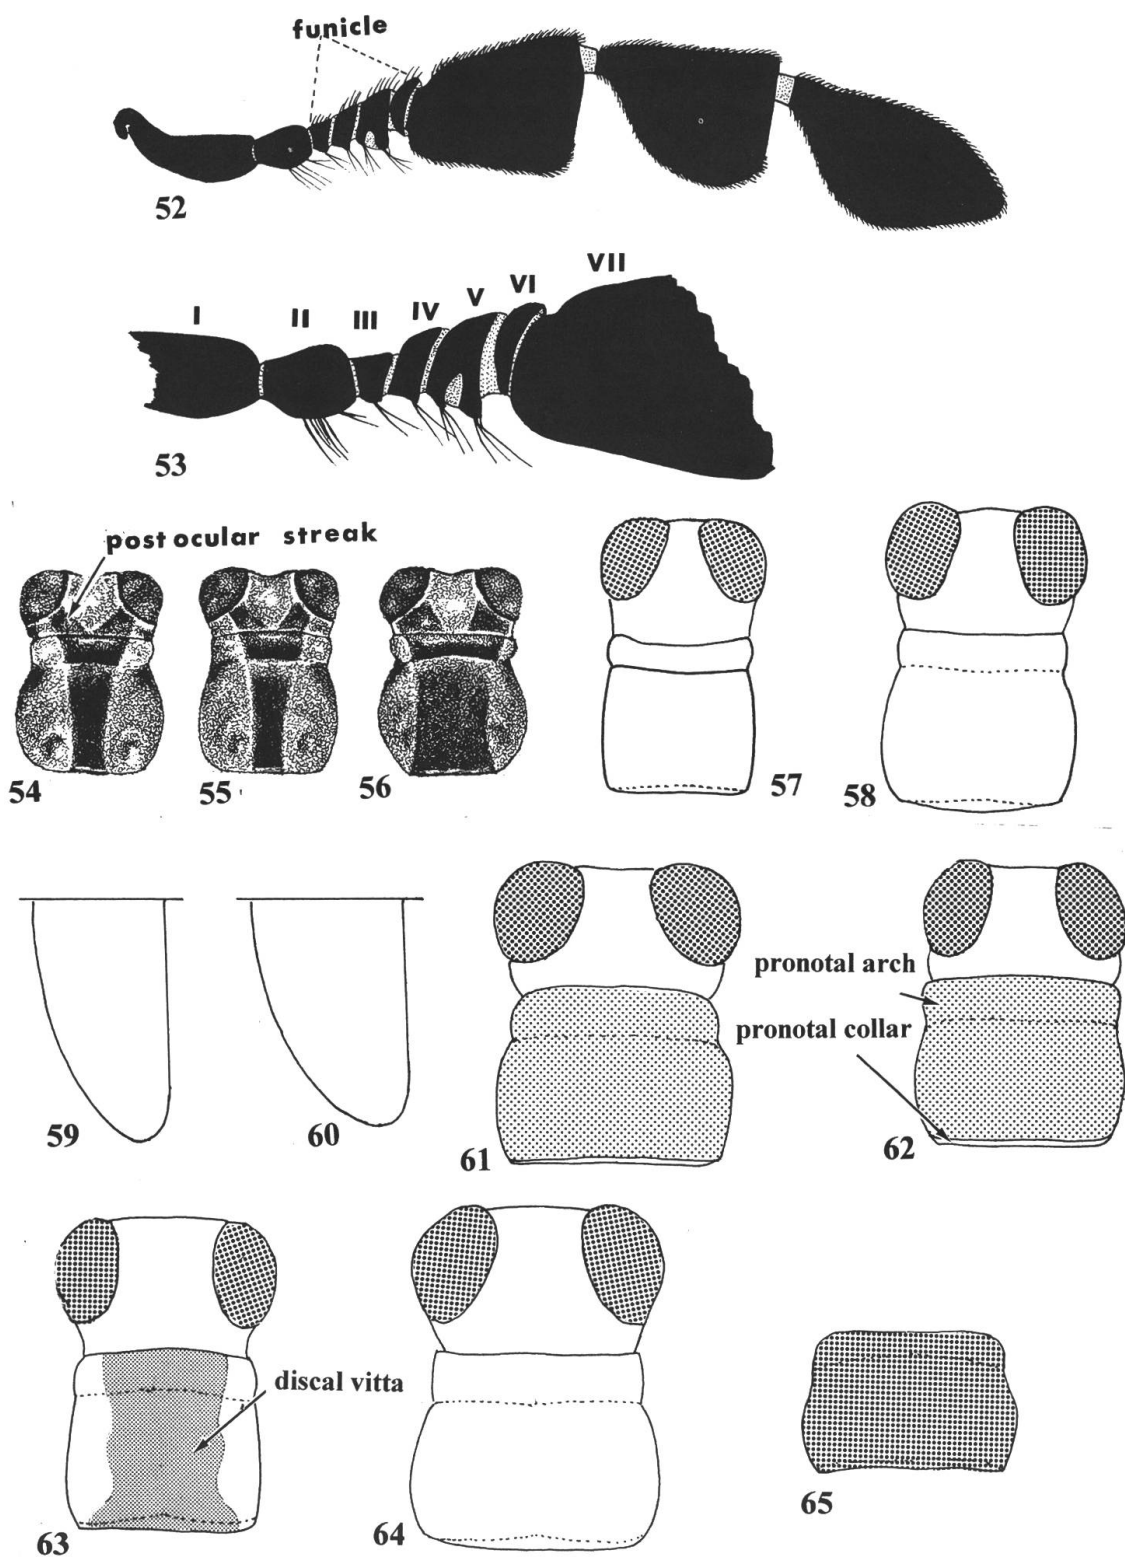 funicle
52
I II III IV V VI VII
53
post ocular streak
54
55
56
57
58
59
60
61
pronotal arch
pronotal collar
62
discal vitta
63
64
65